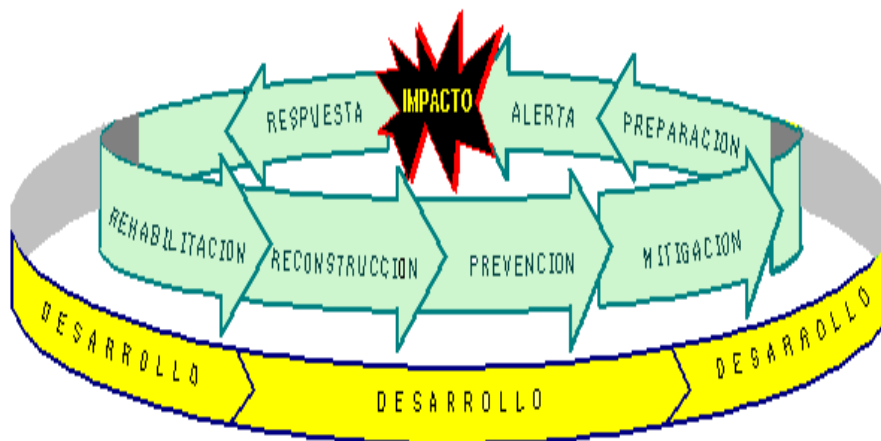 IMPACTO
RESPUESTA
ALERTA
PREPARACION
REHABILITACION
RECONSTRUCCION
PREVENCION
MITIGACION
DESARROLLO
DESARROLLO
DESARROLLO